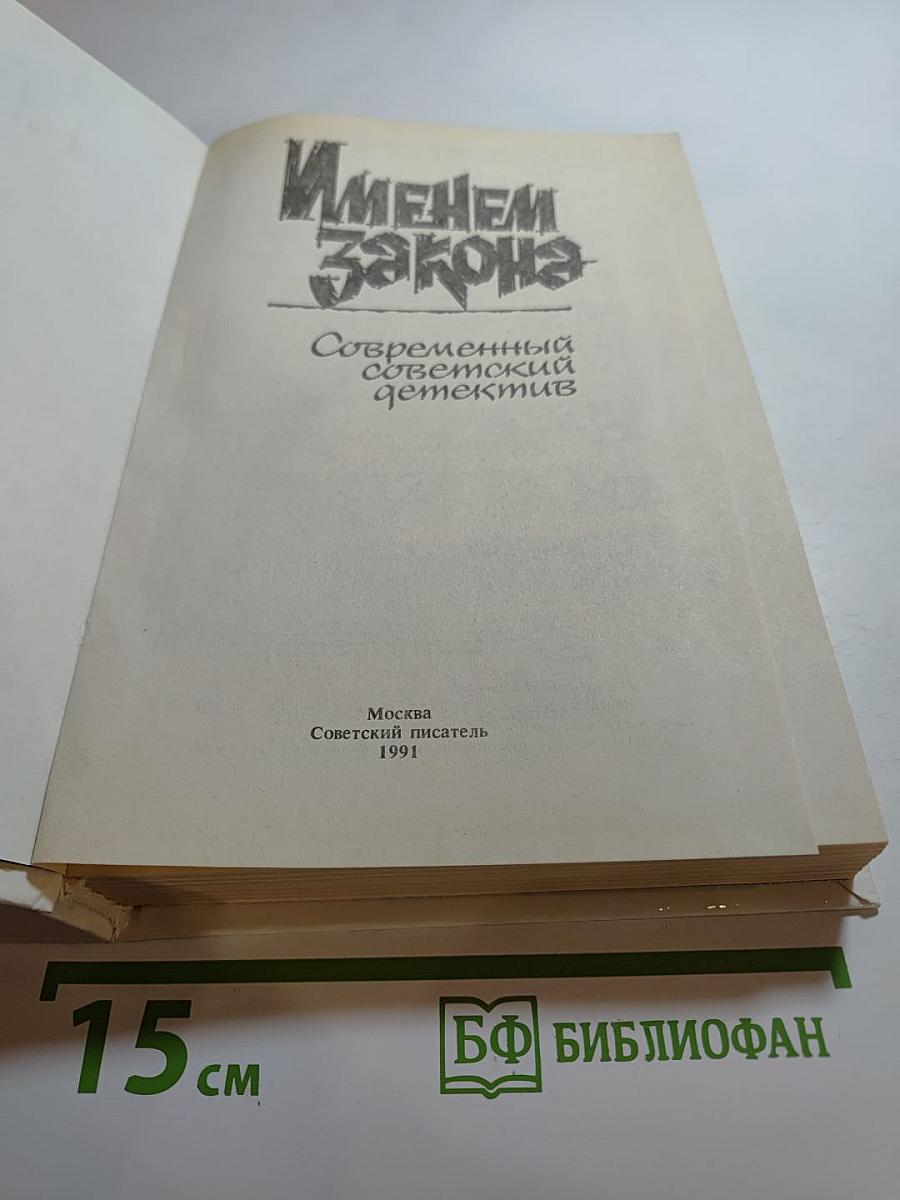 Именем
закона
Современный
советский
детектив
Москва
Советский писатель
1991
15 см
БФ БИБЛИОФАН